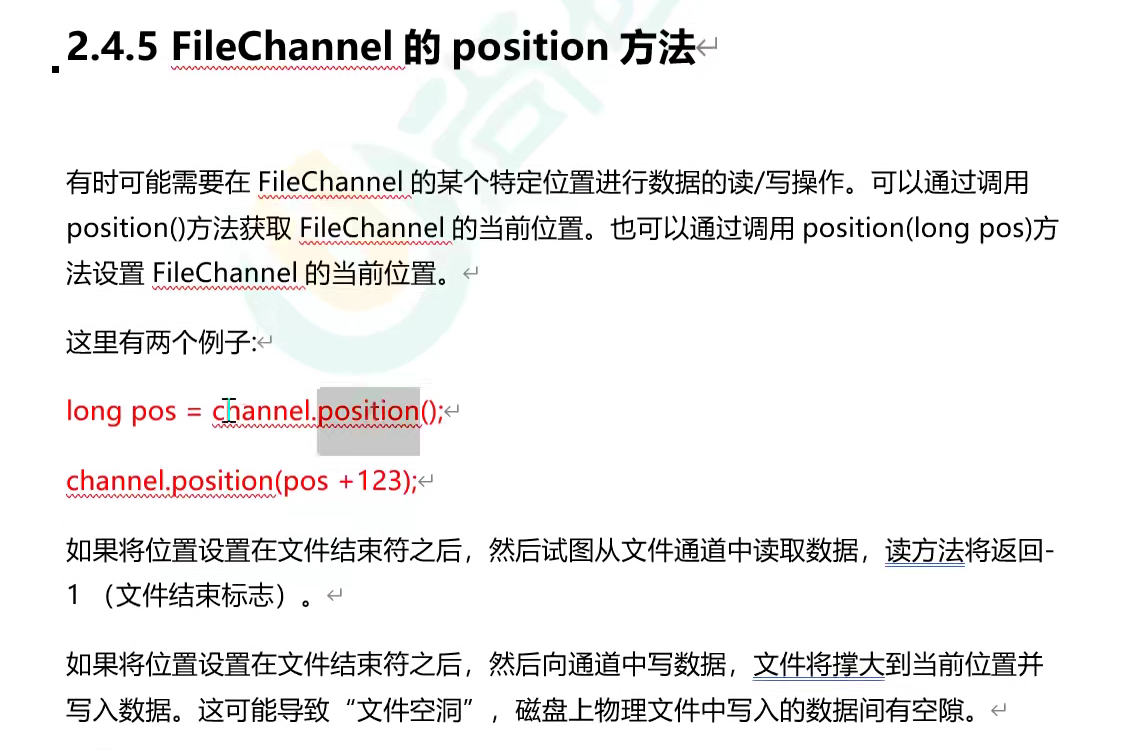 2.4.5 FileChannel 的 position 方法
有时可能需要在 FileChannel 的某个特定位置进行数据的读/写操作。可以通过调用
position()方法获取 FileChannel 的当前位置。也可以通过调用 position(long pos)方
法设置 FileChannel 的当前位置。
这里有两个例子:
long pos = channel.position();
channel.position(pos +123);
如果将位置设置在文件结束符之后，然后试图从文件通道中读取数据，读方法将返回-
1 （文件结束标志）。
如果将位置设置在文件结束符之后，然后向通道中写数据，文件将撑大到当前位置并
写入数据。这可能导致“文件空洞”，磁盘上物理文件中写入的数据间有空隙。